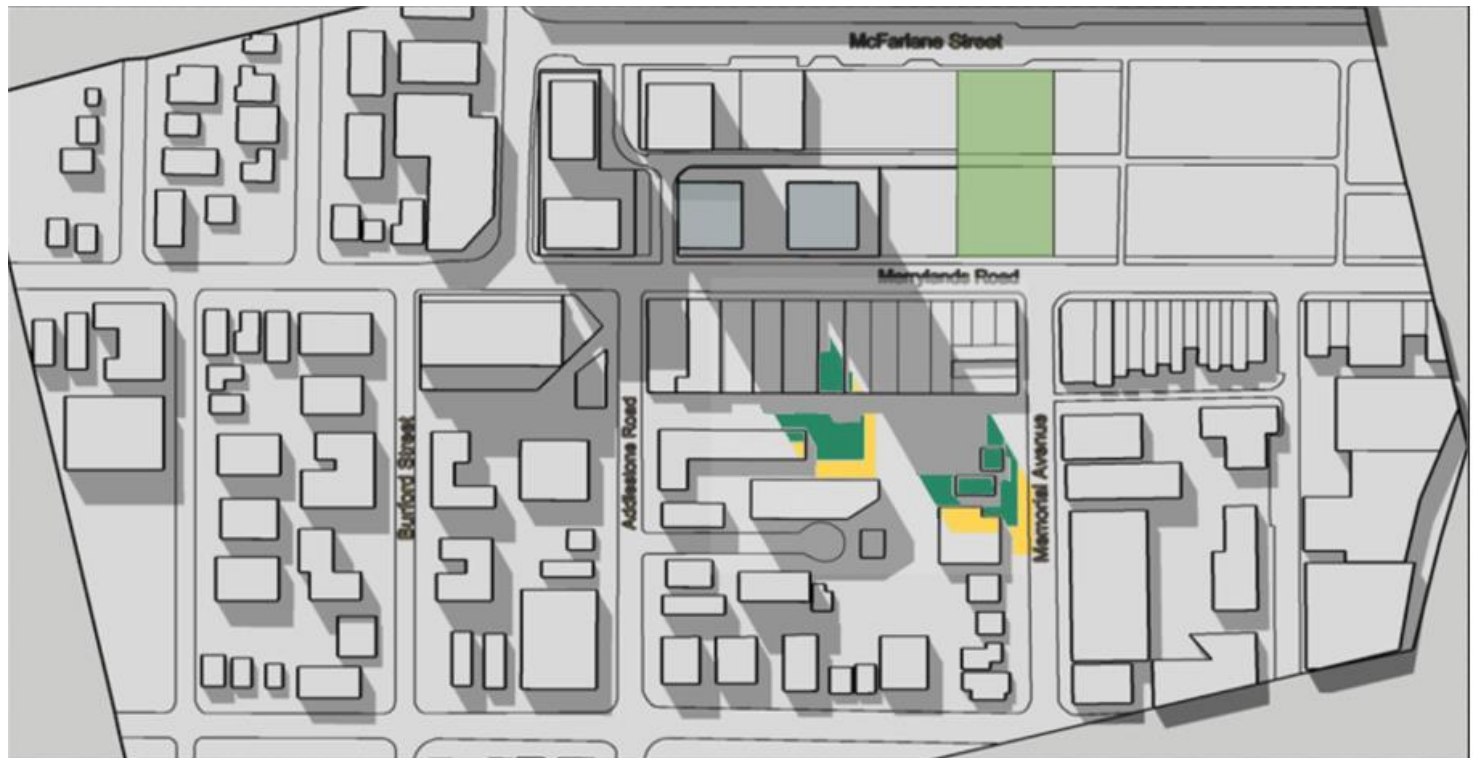 McFarlane Street
Merrylands Road
Burford Street
Addlestone Road
Memorial Avenue